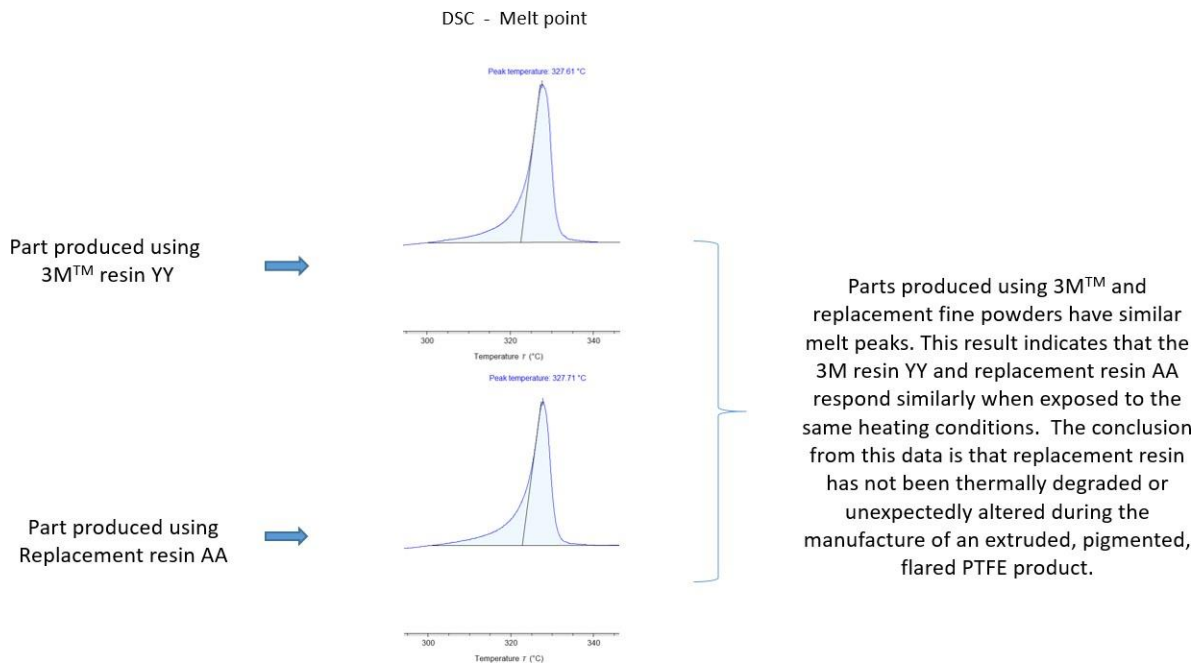 DSC - Melt point
Peak temperature: 327.61 °C
Part produced using
3M™ resin YY
300 320 340
Temperature T (°C)
Peak temperature: 327.71 °C
Part produced using
Replacement resin AA
300 320 340
Temperature T (°C)
Parts produced using 3M™ and
replacement fine powders have similar
melt peaks. This result indicates that the
3M resin YY and replacement resin AA
respond similarly when exposed to the
same heating conditions. The conclusion
from this data is that replacement resin
has not been thermally degraded or
unexpectedly altered during the
manufacture of an extruded, pigmented,
flared PTFE product.